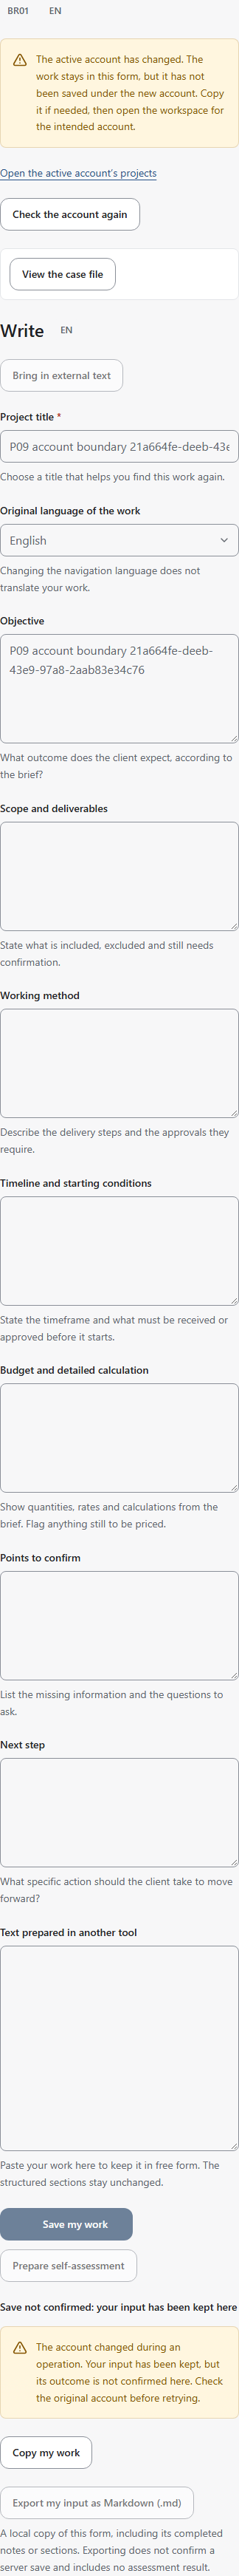 BR01 EN
The active account has changed. The
work stays in this form, but it has not
been saved under the new account. Copy
it if needed, then open the workspace for
the intended account.
Open the active account's projects
Check the account again
View the case file
Write EN
Bring in external text
Project title *
P09 account boundary 21a664fe-deeb-43e
Choose a title that helps you find this work again.
Original language of the work
English
Changing the navigation language does not
translate your work.
Objective
P09 account boundary 21a664fe-deeb-
43e9-97a8-2aab83e34c76
What outcome does the client expect, according to
the brief?
Scope and deliverables
State what is included, excluded and still needs
confirmation.
Working method
Describe the delivery steps and the approvals they
require.
Timeline and starting conditions
State the timeframe and what must be received or
approved before it starts.
Budget and detailed calculation
Show quantities, rates and calculations from the
brief. Flag anything still to be priced.
Points to confirm
List the missing information and the questions to
ask.
Next step
What specific action should the client take to move
forward?
Text prepared in another tool
Paste your work here to keep it in free form. The
structured sections stay unchanged.
Save my work
Prepare self-assessment
Save not confirmed: your input has been kept here
The account changed during an
operation. Your input has been kept, but
its outcome is not confirmed here. Check
the original account before retrying.
Copy my work
Export my input as Markdown (.md)
A local copy of this form, including its completed
notes or sections. Exporting does not confirm a
server save and includes no assessment result.